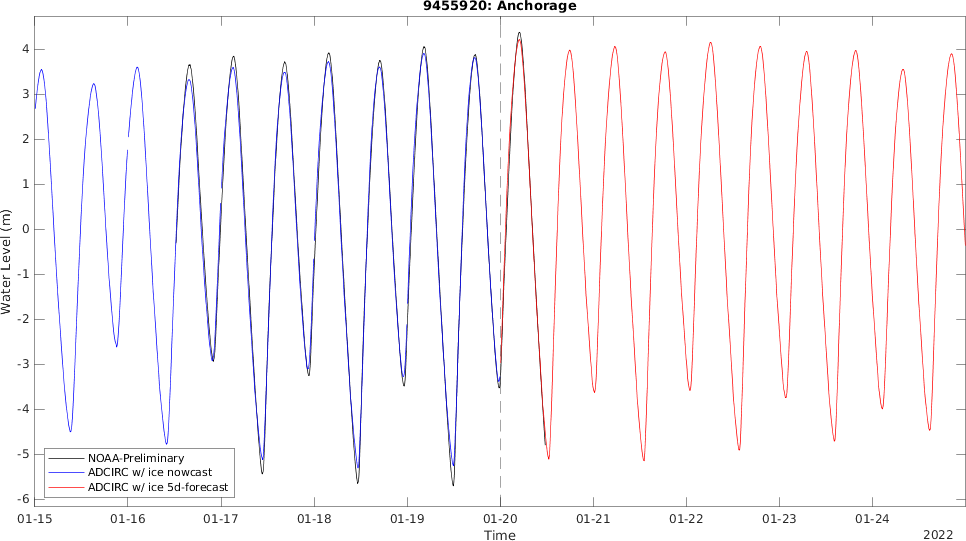 9455920: Anchorage
4
3
2
1
0
-1
-2
-3
-4
-5
-6
Water Level (m)
NOAA-Preliminary
ADCIRC w/ ice nowcast
ADCIRC w/ ice 5d-forecast
01-15 01-16 01-17 01-18 01-19 01-20 01-21 01-22 01-23 01-24
Time
2022